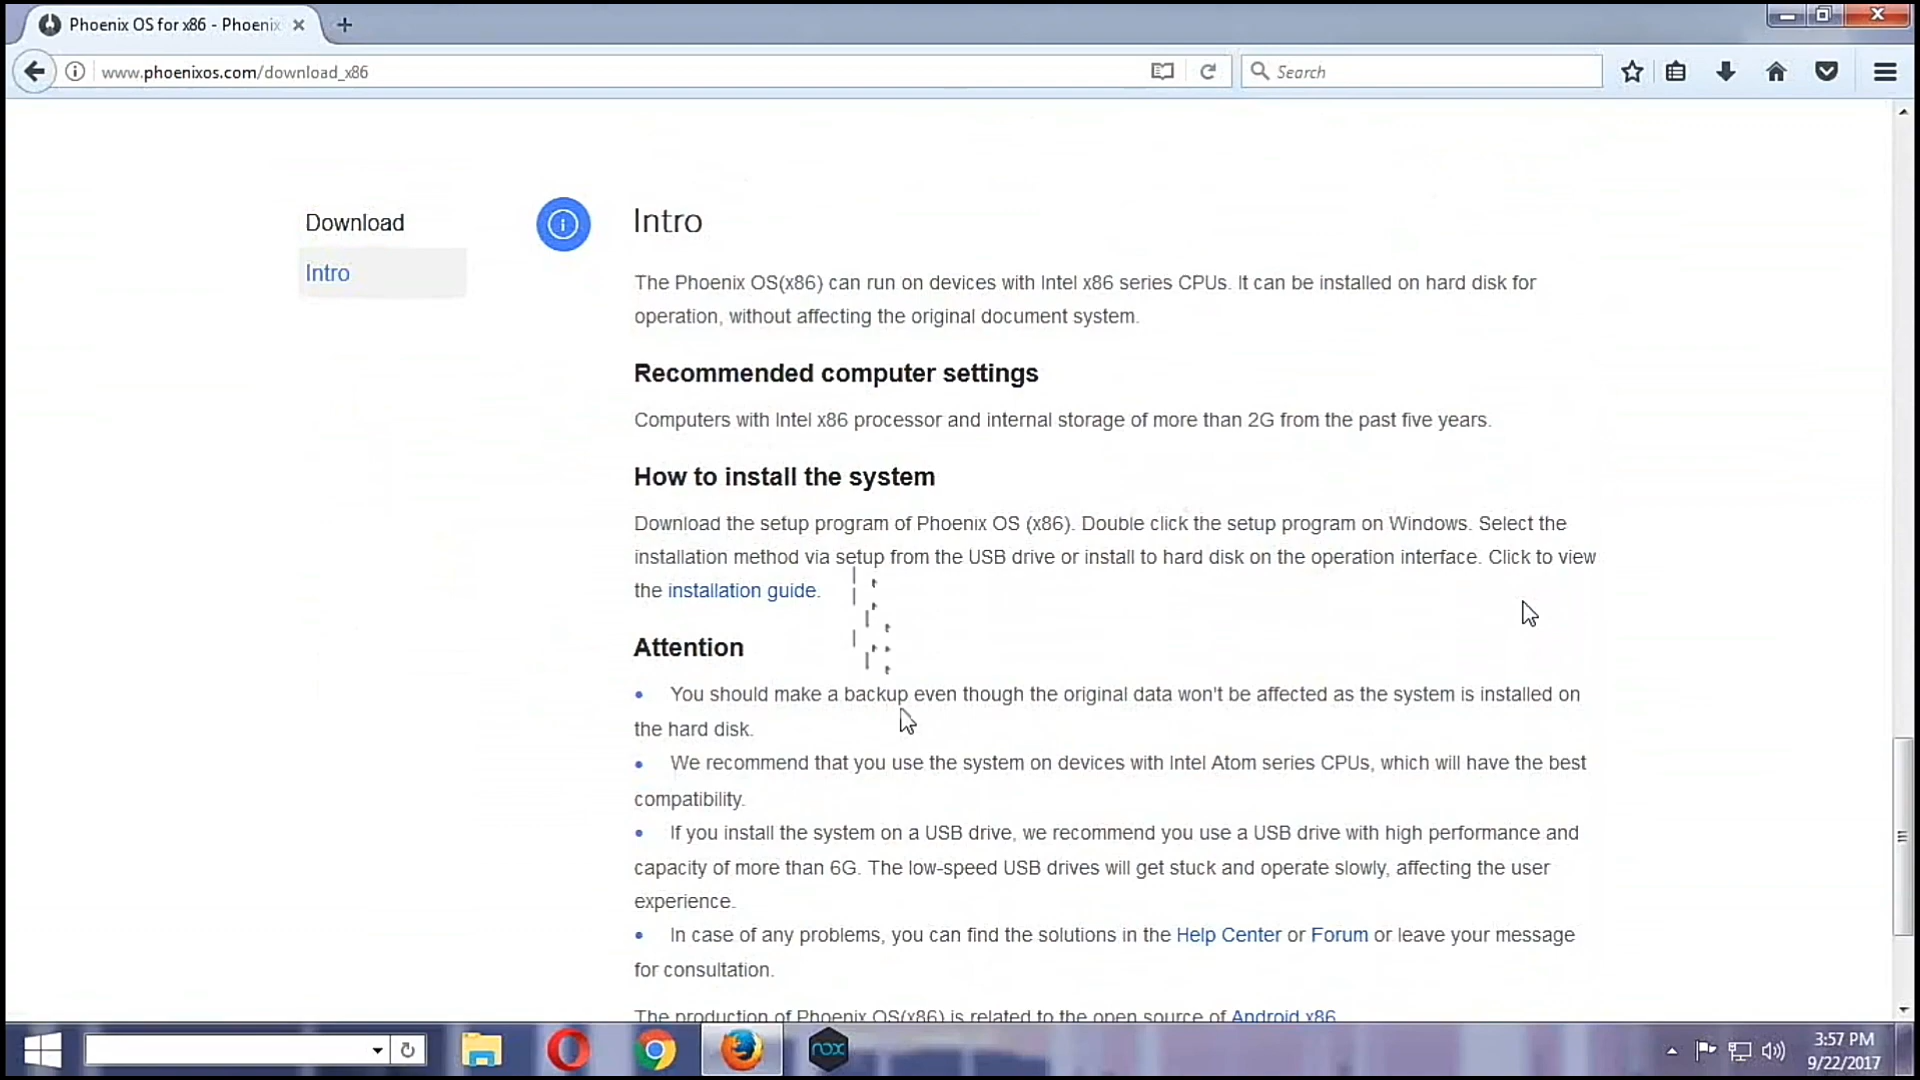 Phoenix OS for x86 - Phoenix
www.phoenixos.com/download_x86
Search
Download
Intro
Intro
The Phoenix OS(x86) can run on devices with Intel x86 series CPUs. It can be installed on hard disk for
operation, without affecting the original document system.
Recommended computer settings
Computers with Intel x86 processor and internal storage of more than 2G from the past five years.
How to install the system
Download the setup program of Phoenix OS (x86). Double click the setup program on Windows. Select the
installation method via setup from the USB drive or install to hard disk on the operation interface. Click to view
the installation guide.
Attention
• You should make a backup even though the original data won't be affected as the system is installed on
the hard disk.
• We recommend that you use the system on devices with Intel Atom series CPUs, which will have the best
compatibility.
• If you install the system on a USB drive, we recommend you use a USB drive with high performance and
capacity of more than 6G. The low-speed USB drives will get stuck and operate slowly, affecting the user
experience.
• In case of any problems, you can find the solutions in the Help Center or Forum or leave your message
for consultation.
The production of Phoenix OS(x86) is related to the open source of Android x86
nox
3:57 PM
9/22/2017